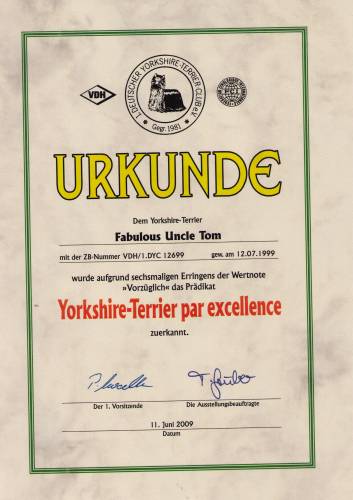 VDH
1. DEUTSCHER YORKSHIRE-TERRIER-CLUB e.V.
Gegr. 1981
FCI
URKUNDE
Dem Yorkshire-Terrier
Fabulous Uncle Tom
mit der ZB-Nummer VDH/1.DYC 12699 gew. am 12.07.1999
wurde aufgrund sechsmaligen Erringens der Wertnote
»Vorzüglich« das Prädikat
Yorkshire-Terrier par excellence
zuerkannt.
Der 1. Vorsitzende Die Ausstellungsbeauftragte
11. Juni 2009
Datum